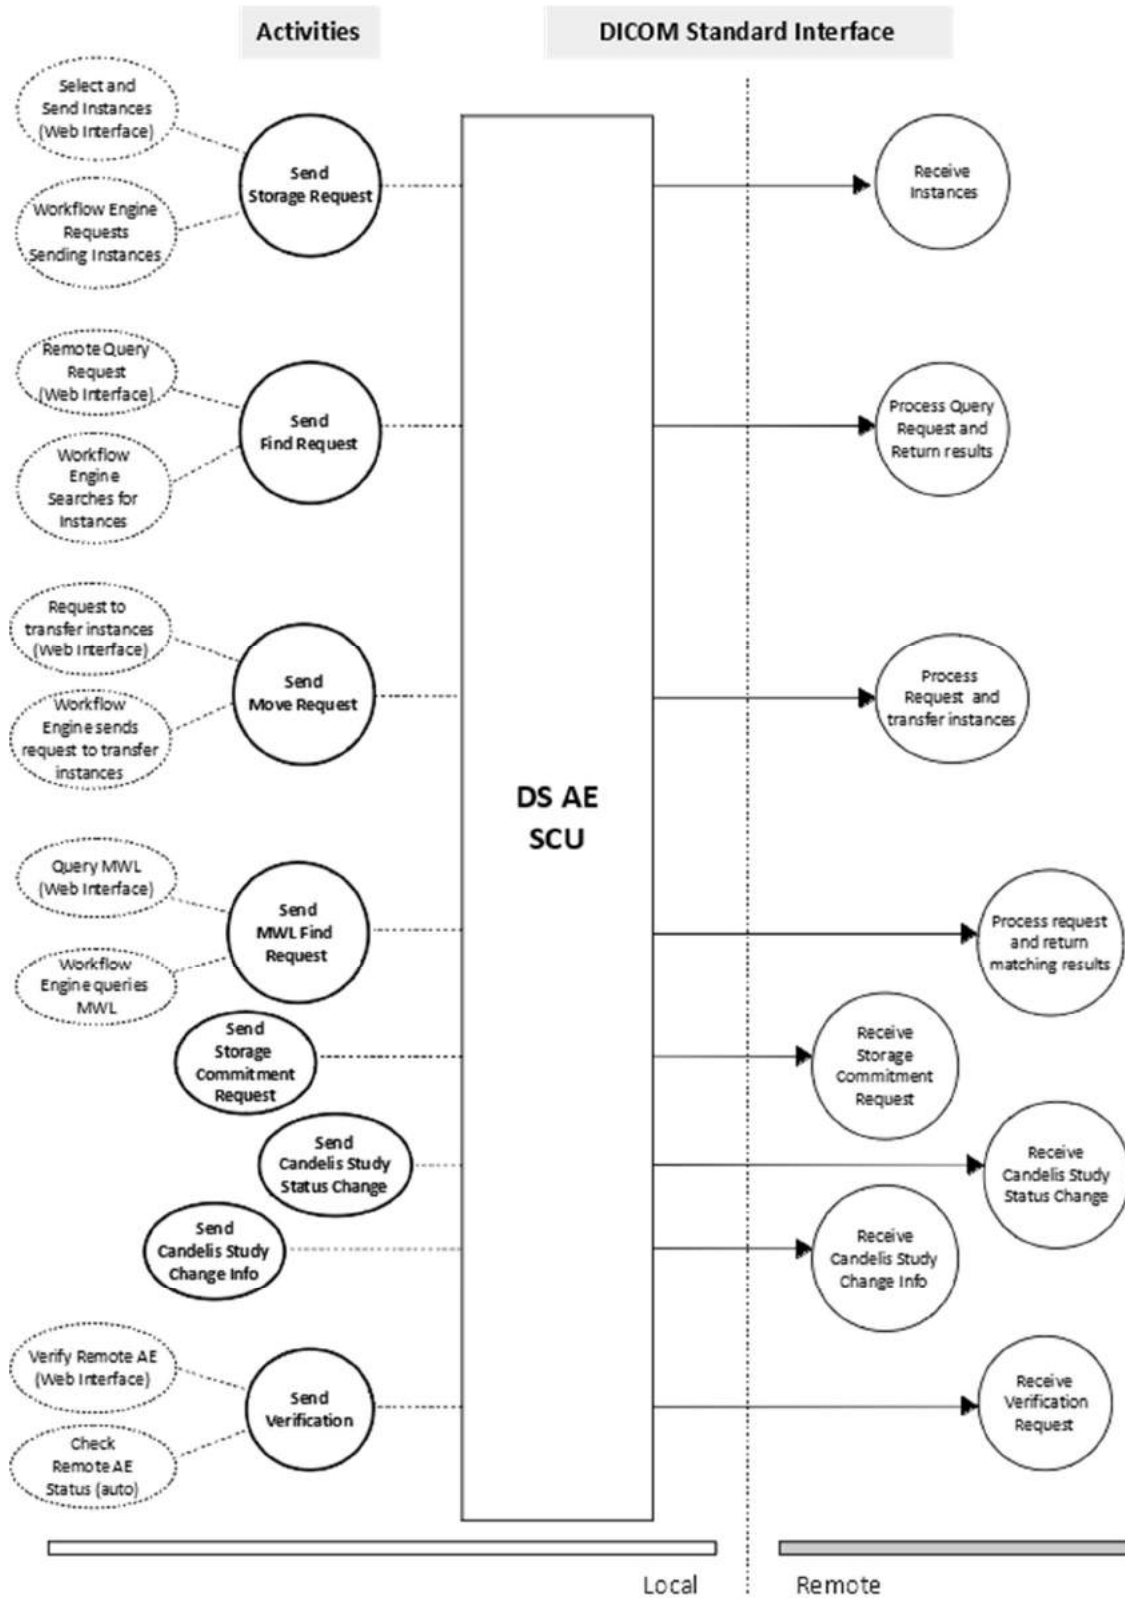 Activities
DICOM Standard Interface
Select and
Send Instances
(Web Interface)
Send
Storage Request
Receive
Instances
Workflow Engine
Requests
Sending Instances
Remote Query
Request
(Web Interface)
Send
Find Request
Process Query
Request and
Return results
Workflow
Engine
Searches for
Instances
Request to
transfer instances
(Web Interface)
Send
Move Request
Process
Request and
transfer instances
Workflow
Engine sends
request to transfer
instances
DS AE
SCU
Query MWL
(Web Interface)
Send
MWL Find
Request
Process request
and return
matching results
Workflow
Engine queries
MWL
Send
Storage
Commitment
Request
Receive
Storage
Commitment
Request
Send
Candelis Study
Status Change
Receive
Candelis Study
Status Change
Send
Candelis Study
Change Info
Receive
Candelis Study
Change Info
Verify Remote AE
(Web Interface)
Send
Verification
Receive
Verification
Request
Check
Remote AE
Status (auto)
Local
Remote